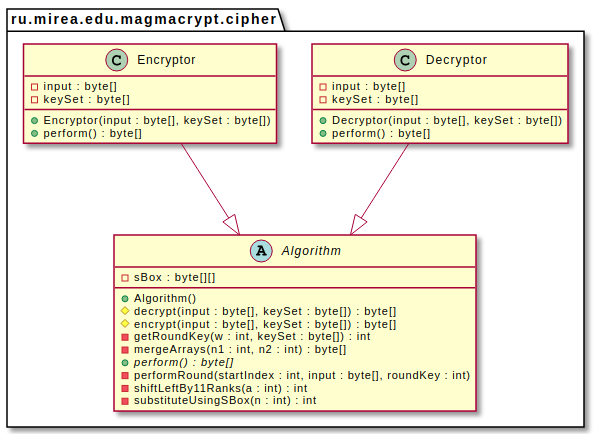 ru.mirea.edu.magmacrypt.cipher
C Encryptor
input : byte[]
keySet : byte[]
Encryptor(input : byte[], keySet : byte[])
perform() : byte[]
C Decryptor
input : byte[]
keySet : byte[]
Decryptor(input : byte[], keySet : byte[])
perform() : byte[]
A Algorithm
sBox : byte[][]
Algorithm()
decrypt(input : byte[], keySet : byte[]) : byte[]
encrypt(input : byte[], keySet : byte[]) : byte[]
getRoundKey(w : int, keySet : byte[]) : int
mergeArrays(n1 : int, n2 : int) : byte[]
perform() : byte[]
performRound(startIndex : int, input : byte[], roundKey : int)
shiftLeftBy11Ranks(a : int) : int
substituteUsingSBox(n : int) : int